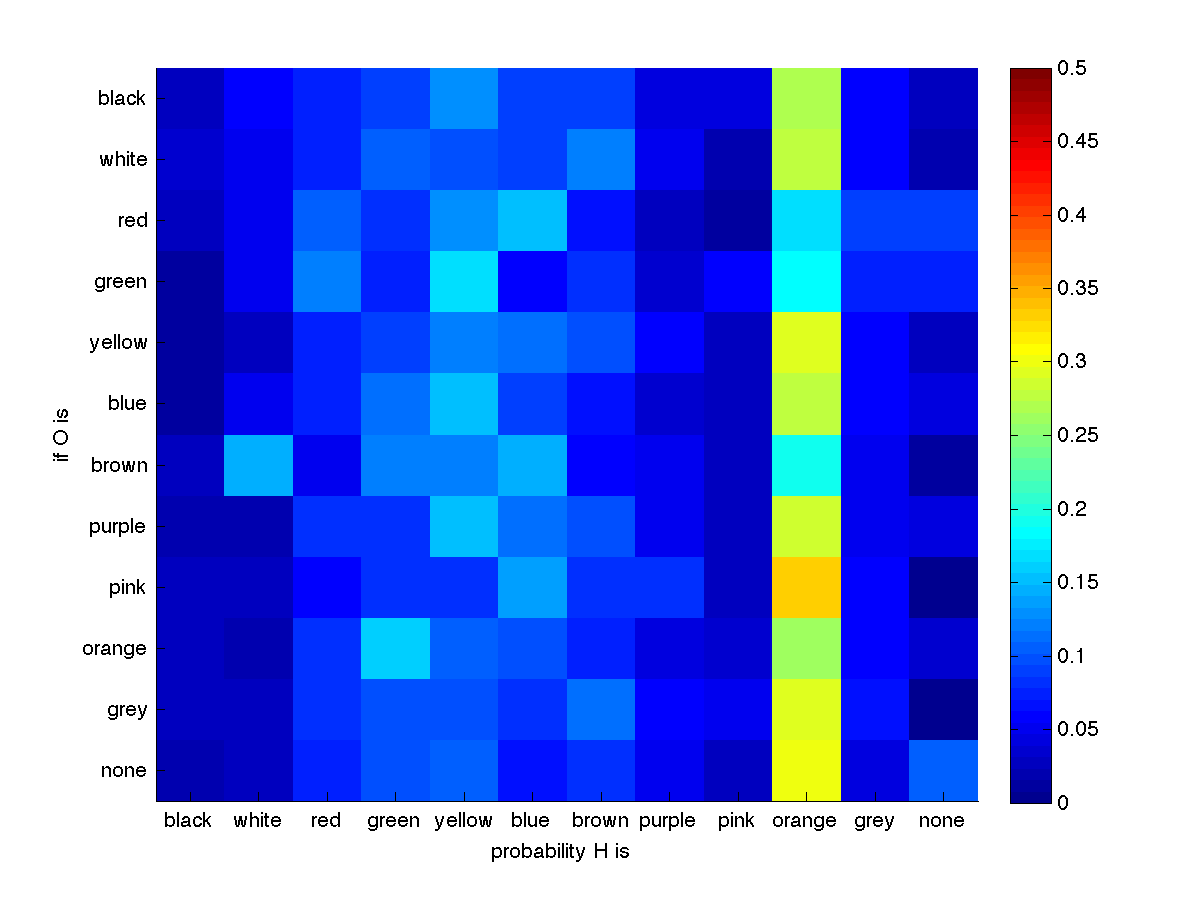 black
white
red
green
yellow
blue
brown
purple
pink
orange
grey
none
if O is
black white red green yellow blue brown purple pink orange grey none
probability H is
0.5
0.45
0.4
0.35
0.3
0.25
0.2
0.15
0.1
0.05
0